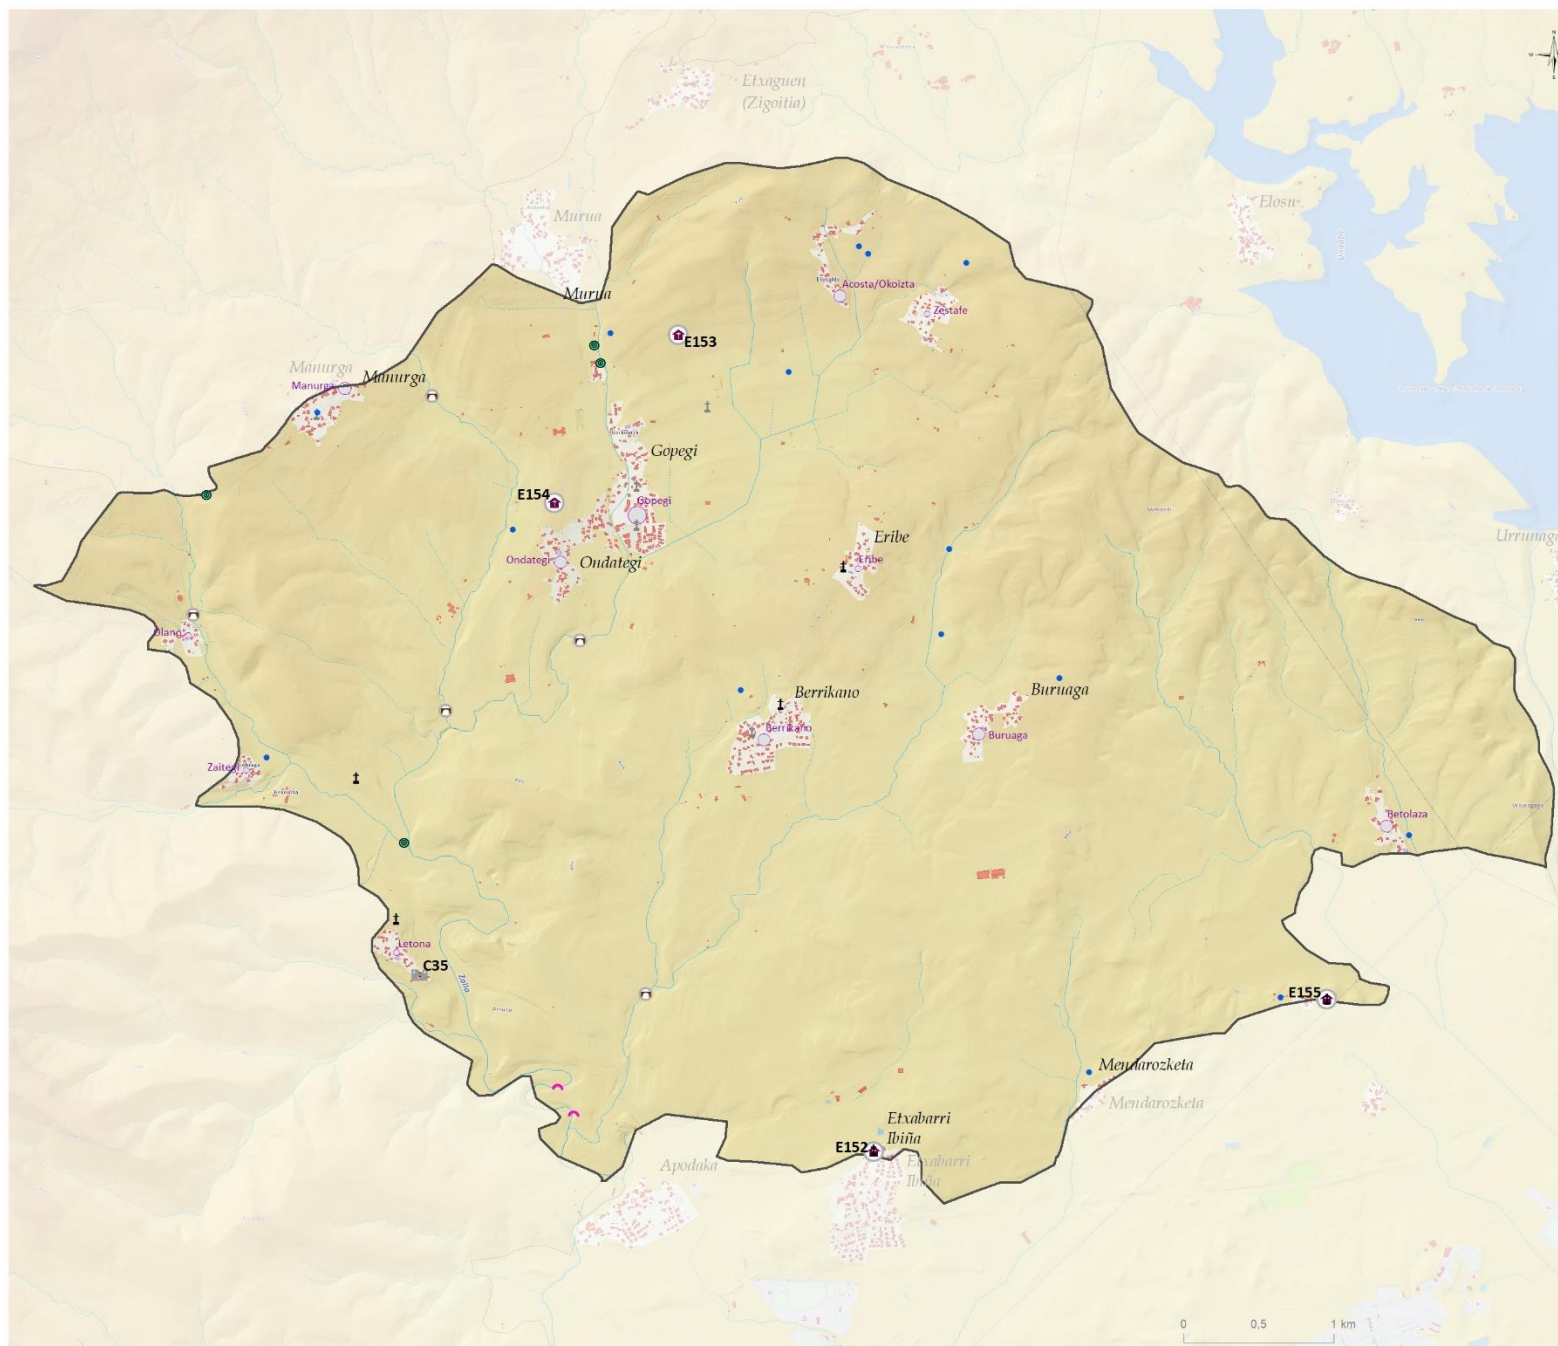 Etxaguen
(Zigoitia)
Murua
Elosu
Acosta/Okoizta
Murua
Zestafe
E153
Manurga
Manurga
Manurga
Gopegi
E154
Gopegi
Eribe
Urrunaga
Ondategi
Ondategi
Eribe
Olano
Berrikano
Buruaga
Berrikano
Buruaga
Zaitegi
Betolaza
Letona
C35
Zalla
E155
Mendarozketa
Mendarozketa
Etxabarri
Ibiña
E152
Apodaka
Etxabarri
Ibiña
0 0,5 1 km